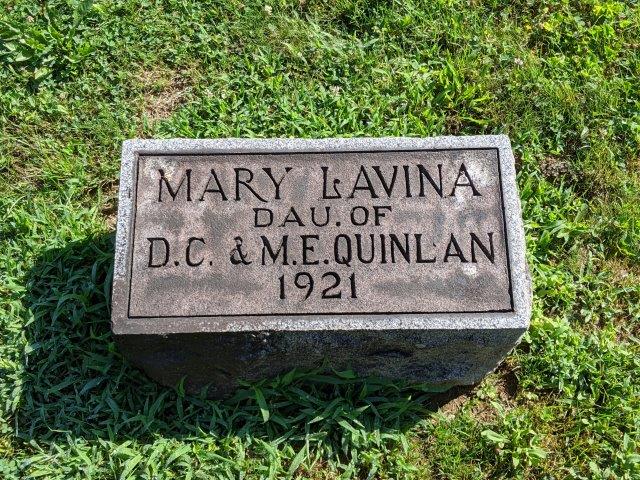 MARY LAVINA
DAU. OF
D.C. & M.E. QUINLAN
1921